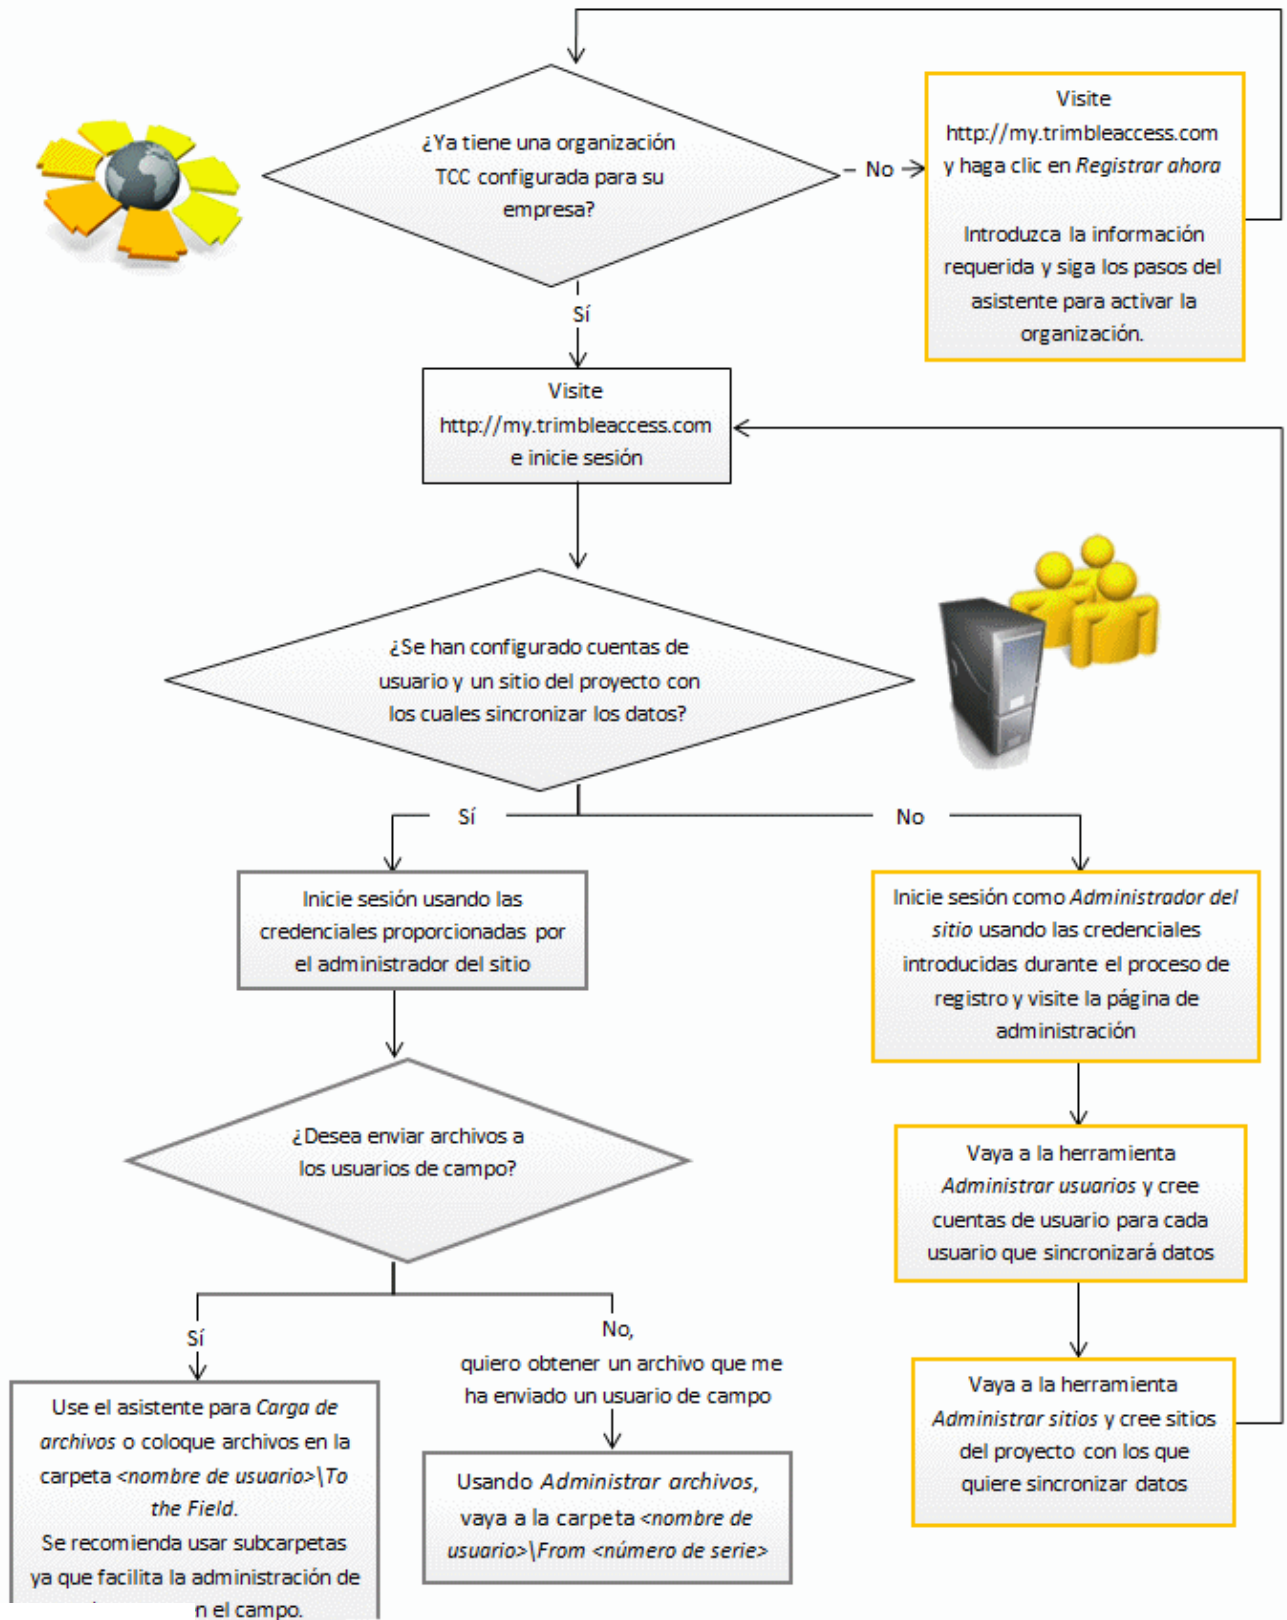 ¿Ya tiene una organización
TCC configurada para su
empresa?
No
Visite
http://my.trimbleaccess.com
y haga clic en Registrar ahora
Introduzca la información
requerida y siga los pasos del
asistente para activar la
organización.
Sí
Visite
http://my.trimbleaccess.com
e inicie sesión
¿Se han configurado cuentas de
usuario y un sitio del proyecto con
los cuales sincronizar los datos?
Sí
No
Inicie sesión usando las
credenciales proporcionadas por
el administrador del sitio
Inicie sesión como Administrador del
sitio usando las credenciales
introducidas durante el proceso de
registro y visite la página de
administración
¿Desea enviar archivos a
los usuarios de campo?
Vaya a la herramienta
Administrar usuarios y cree
cuentas de usuario para cada
usuario que sincronizará datos
Sí
No,
quiero obtener un archivo que me
ha enviado un usuario de campo
Use el asistente para Carga de
archivos o coloque archivos en la
carpeta <nombre de usuario>\To
the Field.
Se recomienda usar subcarpetas
ya que facilita la administración de
n el campo.
Usando Administrar archivos,
vaya a la carpeta <nombre de
usuario>\From <número de serie>
Vaya a la herramienta
Administrar sitios y cree sitios
del proyecto con los que
quiere sincronizar datos